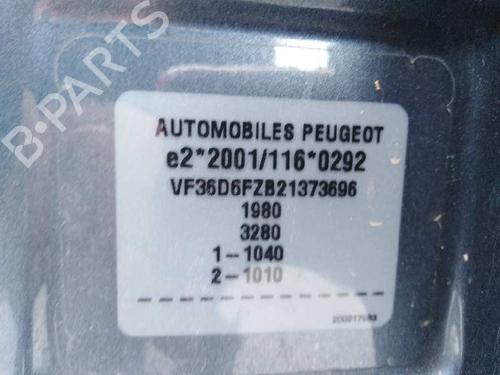 B-PARTS
AUTOMOBILES PEUGEOT
e2*2001/116*0292
VF36D6FZB21373696
1980
3280
1--1040
2-1010